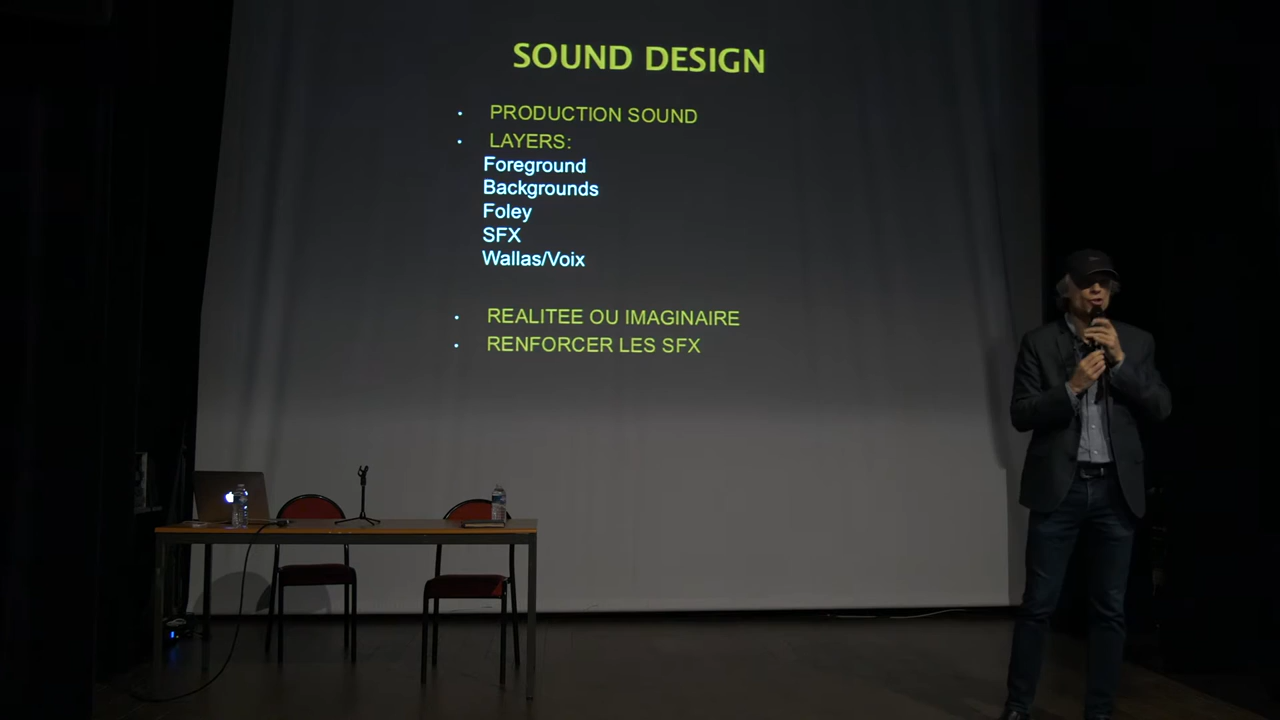 SOUND DESIGN
• PRODUCTION SOUND
• LAYERS:
Foreground
Backgrounds
Foley
SFX
Wallas/Voix
• REALITEE OU IMAGINAIRE
• RENFORCER LES SFX